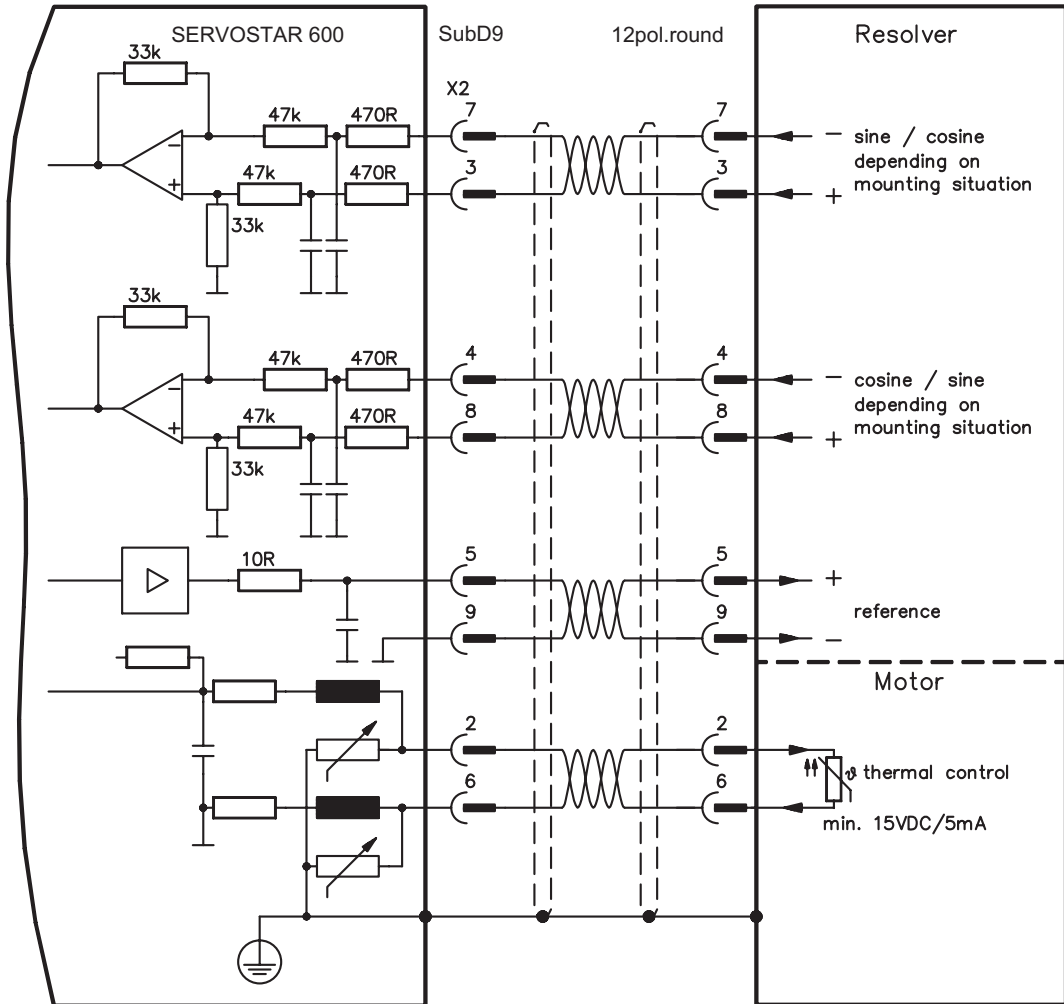 SERVOSTAR 600
SubD9
12pol.round
Resolver
33k
X2
47k
470R
7
7
− sine / cosine
depending on
mounting situation
−
+
47k
470R
3
3
+
33k
33k
47k
470R
4
4
− cosine / sine
depending on
mounting situation
−
+
47k
470R
8
8
+
33k
10R
5
5
+
reference
9
9
−
Motor
2
2
ϑ thermal control
6
6
min. 15VDC/5mA